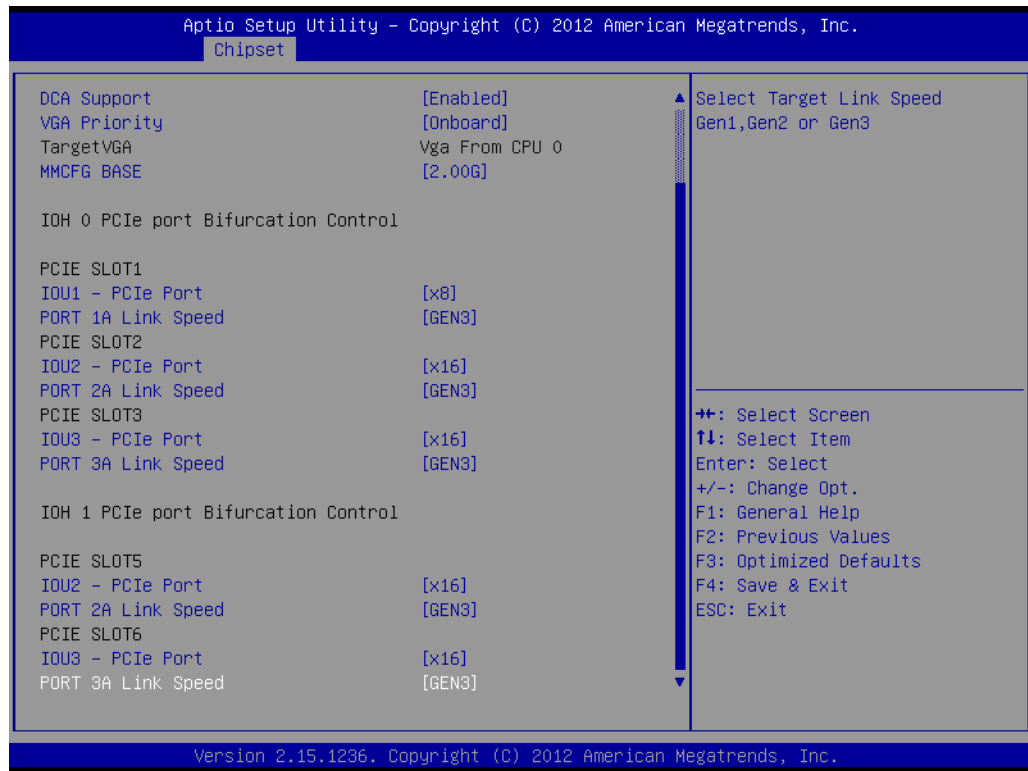 Aptio Setup Utility – Copyright (C) 2012 American Megatrends, Inc.
Chipset
DCA Support [Enabled]
VGA Priority [Onboard]
TargetVGA Vga From CPU 0
MMCFG BASE [2.00G]
IOH 0 PCIe port Bifurcation Control
PCIE SLOT1
IOU1 – PCIe Port [x8]
PORT 1A Link Speed [GEN3]
PCIE SLOT2
IOU2 – PCIe Port [x16]
PORT 2A Link Speed [GEN3]
PCIE SLOT3
IOU3 – PCIe Port [x16]
PORT 3A Link Speed [GEN3]
IOH 1 PCIe port Bifurcation Control
PCIE SLOT5
IOU2 – PCIe Port [x16]
PORT 2A Link Speed [GEN3]
PCIE SLOT6
IOU3 – PCIe Port [x16]
PORT 3A Link Speed [GEN3]
Select Target Link Speed
Gen1,Gen2 or Gen3
→←: Select Screen
↑↓: Select Item
Enter: Select
+/-: Change Opt.
F1: General Help
F2: Previous Values
F3: Optimized Defaults
F4: Save & Exit
ESC: Exit
Version 2.15.1236. Copyright (C) 2012 American Megatrends, Inc.